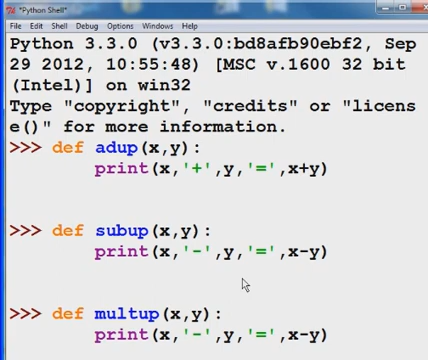 *Python Shell*
File Edit Shell Debug Options Windows Help
Python 3.3.0 (v3.3.0:bd8afb90ebf2, Sep
29 2012, 10:55:48) [MSC v.1600 32 bit
(Intel)] on win32
Type "copyright", "credits" or "licens
e()" for more information.
>>> def adup(x,y):
print(x,'+',y,'=',x+y)
>>> def subup(x,y):
print(x,'-',y,'=',x-y)
>>> def multup(x,y):
print(x,'-',y,'=',x-y)